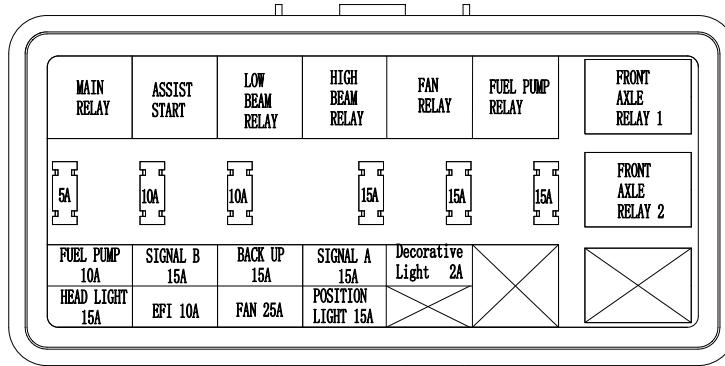 MAIN
RELAY
ASSIST
START
LOW
BEAM
RELAY
HIGH
BEAM
RELAY
FAN
RELAY
FUEL PUMP
RELAY
FRONT
AXLE
RELAY 1
5A
10A
10A
15A
15A
15A
FRONT
AXLE
RELAY 2
FUEL PUMP
10A
SIGNAL B
15A
BACK UP
15A
SIGNAL A
15A
Decorative
Light 2A
HEAD LIGHT
15A
EFI 10A
FAN 25A
POSITION
LIGHT 15A